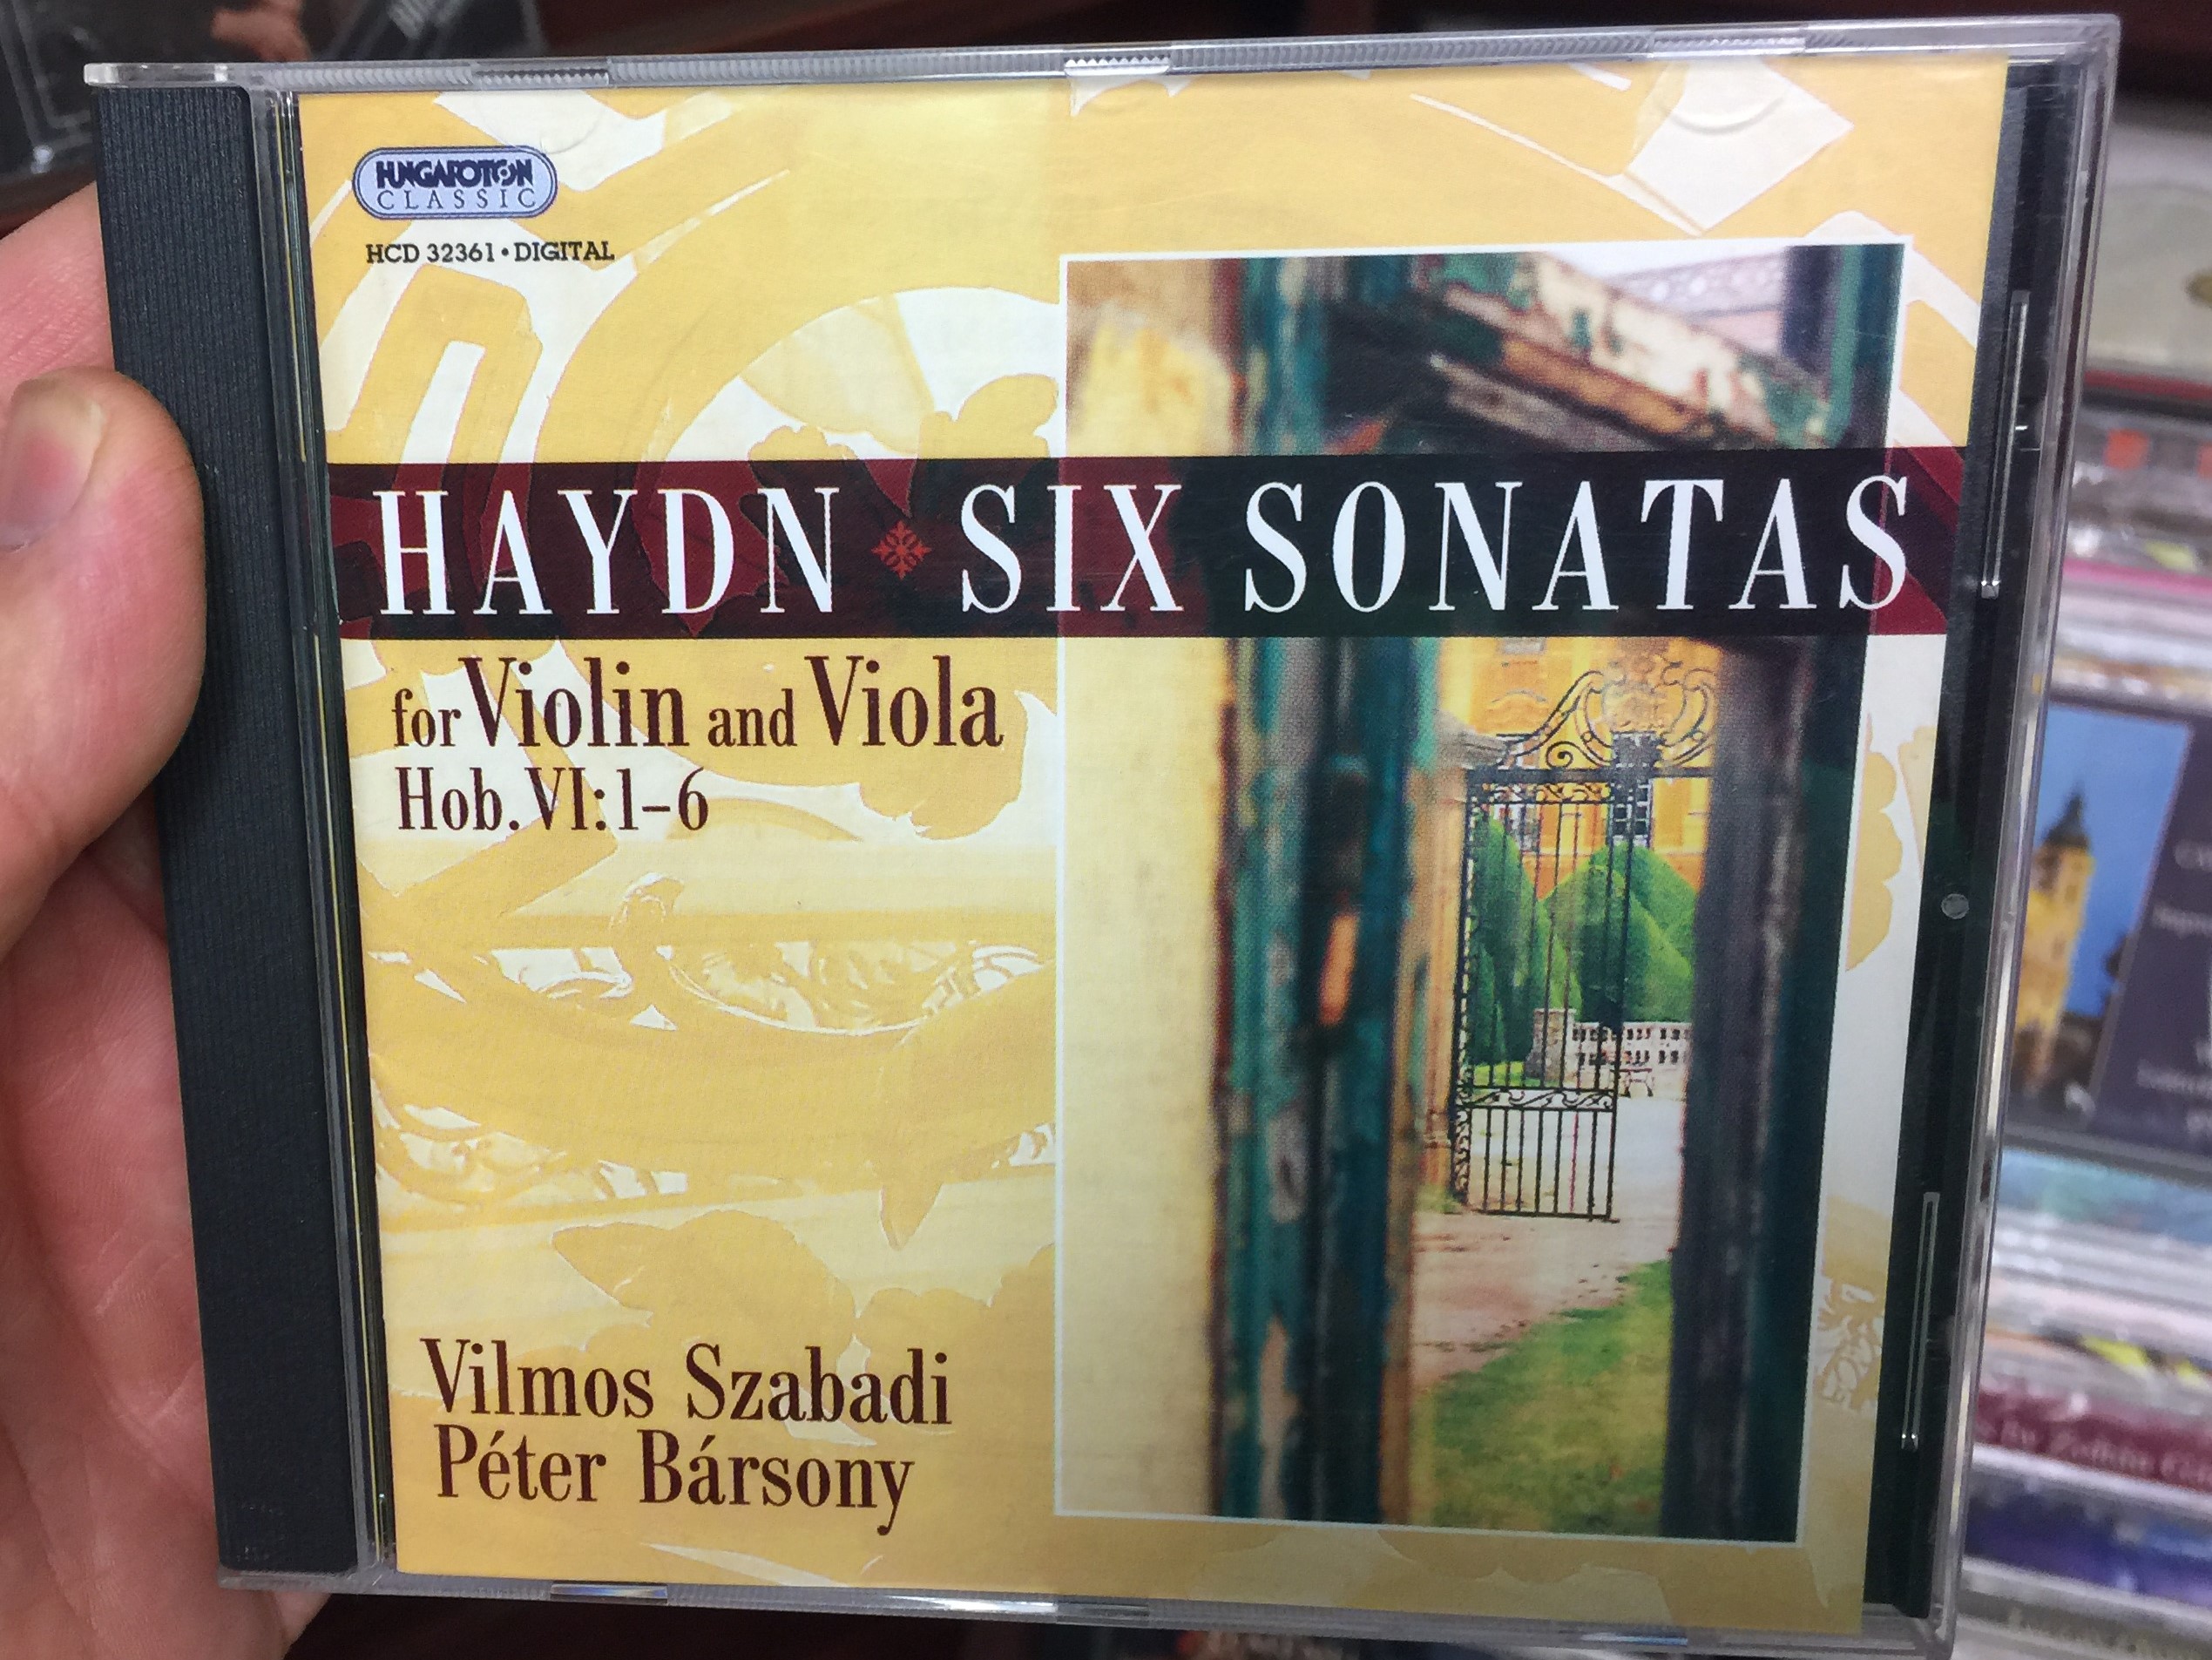 HUNGAROTON
CLASSIC
HCD 32361 • DIGITAL
HAYDN SIX SONATAS
for Violin and Viola
Hob. VI:1–6
Vilmos Szabadi
Péter Bársony